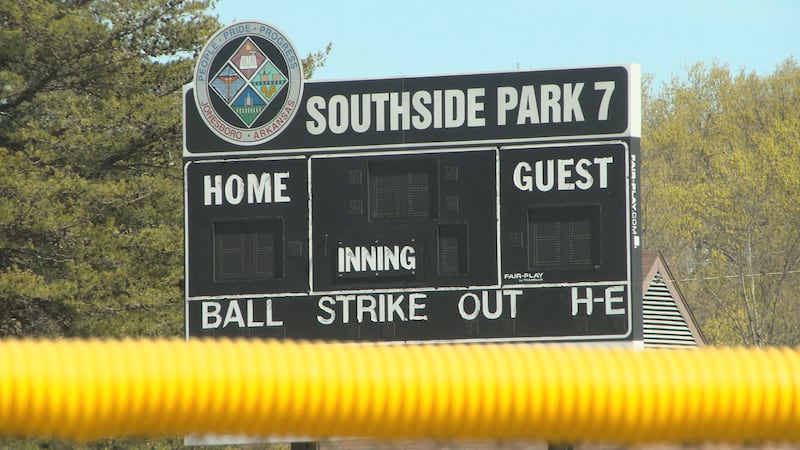 PEOPLE · PRIDE · PROGRESS
JONESBORO · ARKANSAS
SOUTHSIDE PARK 7
HOME
GUEST
INNING
FAIR-PLAY
FAIR-PLAY.COM
BALL STRIKE OUT H-E